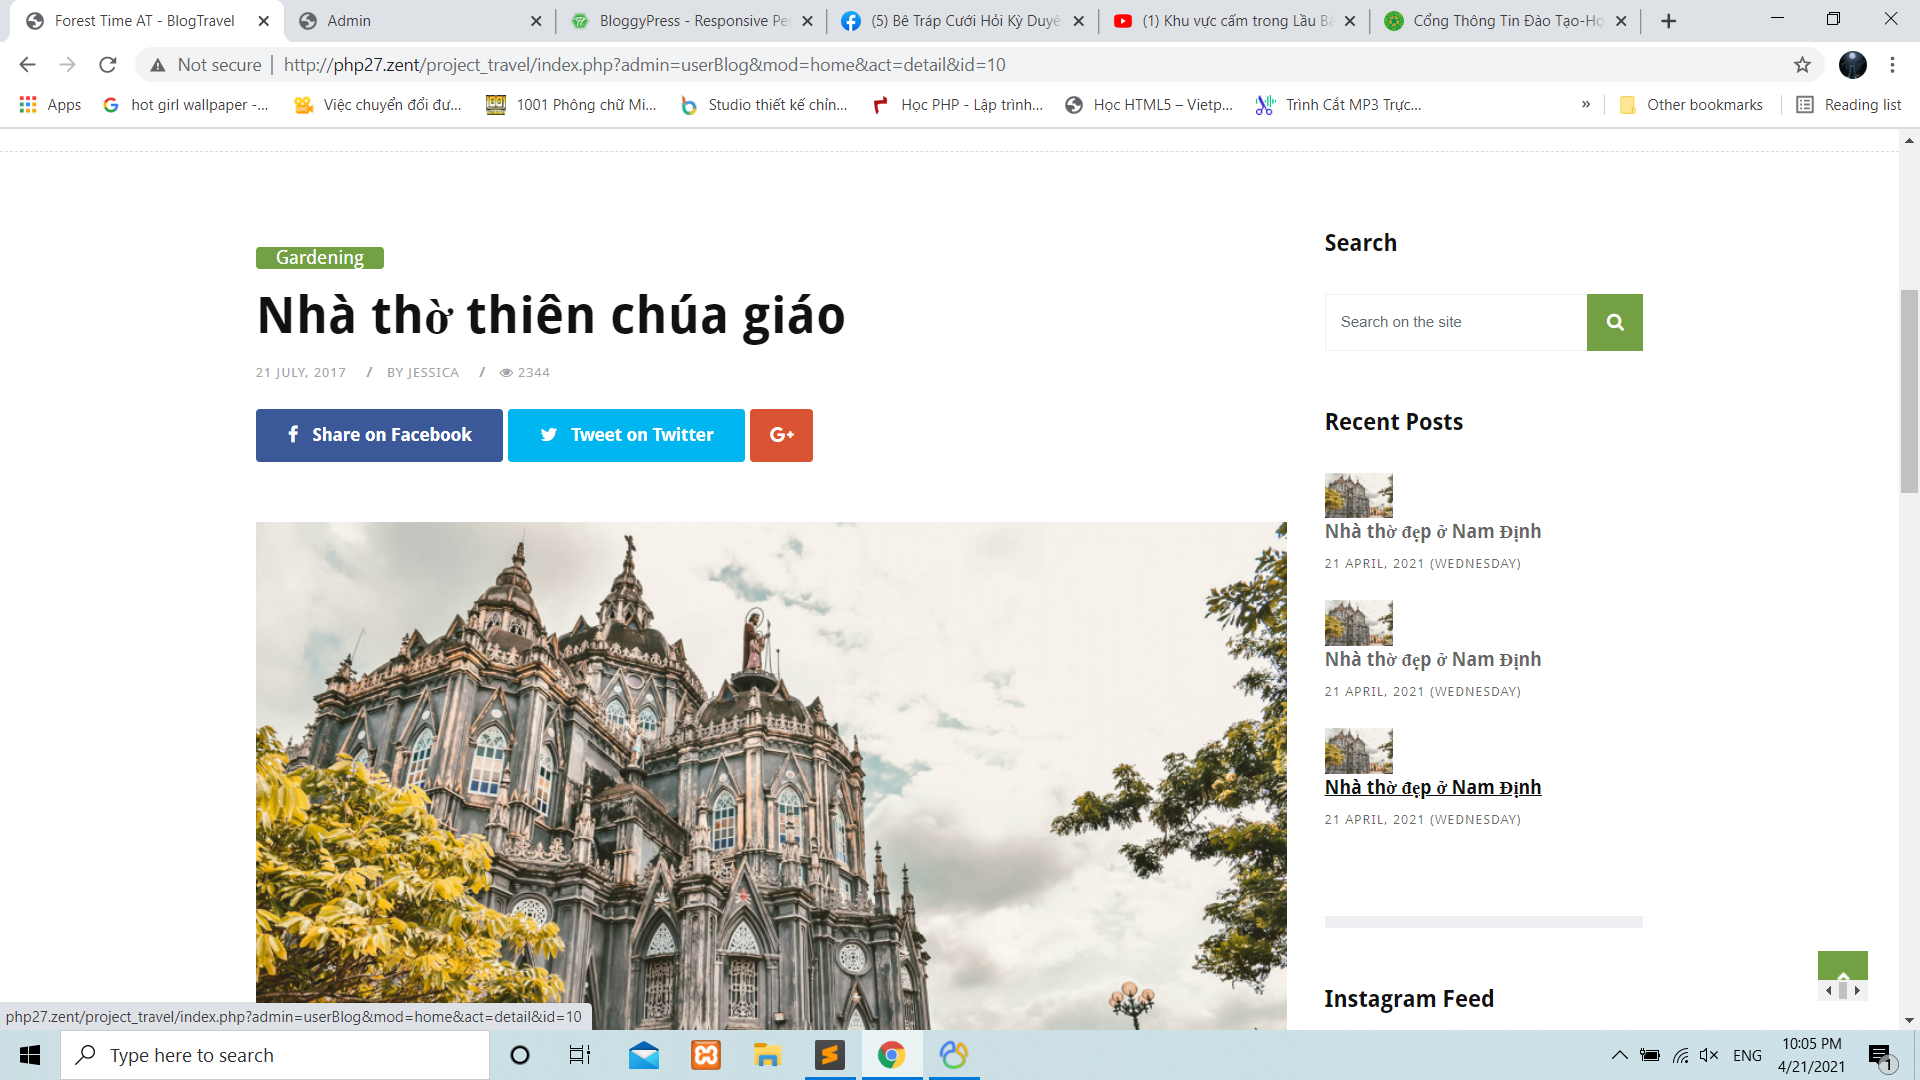 Forest Time AT - BlogTravel
Admin
BloggyPress - Responsive Per
(5) Bê Tráp Cưới Hỏi Kỳ Duyê
(1) Khu vực cấm trong Lầu Bá
Cổng Thông Tin Đào Tạo-Họ
Not secure | http://php27.zent/project_travel/index.php?admin=userBlog&mod=home&act=detail&id=10
Apps
hot girl wallpaper -...
Việc chuyển đổi dư...
1001 Phông chữ Mi...
Studio thiết kế chỉn...
Học PHP - Lập trình...
Học HTML5 – Vietp...
Trình Cắt MP3 Trực...
»
Other bookmarks
Reading list
Gardening
Nhà thờ thiên chúa giáo
21 JULY, 2017 / BY JESSICA / 2344
Share on Facebook
Tweet on Twitter
G+
Search
Search on the site
Recent Posts
Nhà thờ đẹp ở Nam Định
21 APRIL, 2021 (WEDNESDAY)
Nhà thờ đẹp ở Nam Định
21 APRIL, 2021 (WEDNESDAY)
Nhà thờ đẹp ở Nam Định
21 APRIL, 2021 (WEDNESDAY)
Instagram Feed
php27.zent/project_travel/index.php?admin=userBlog&mod=home&act=detail&id=10
Type here to search
ENG
10:05 PM
4/21/2021
1